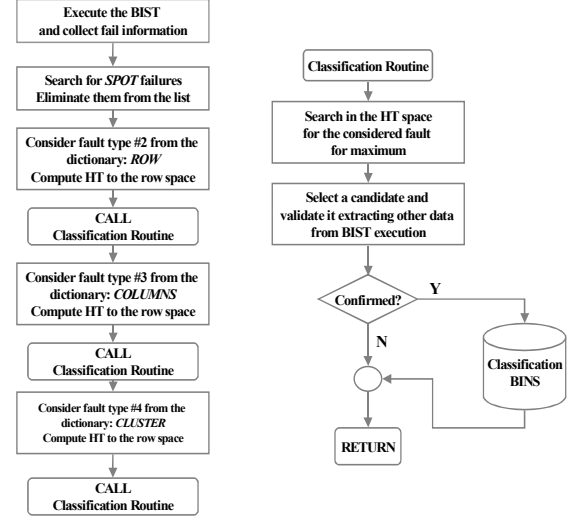 Execute the BIST
and collect fail information
Search for SPOT failures
Eliminate them from the list
Consider fault type #2 from the
dictionary: ROW
Compute HT to the row space
CALL
Classification Routine
Consider fault type #3 from the
dictionary: COLUMNS
Compute HT to the row space
CALL
Classification Routine
Consider fault type #4 from the
dictionary: CLUSTER
Compute HT to the row space
CALL
Classification Routine
Classification Routine
Search in the HT space
for the considered fault
for maximum
Select a candidate and
validate it extracting other data
from BIST execution
Confirmed?
Y
N
Classification
BINS
RETURN